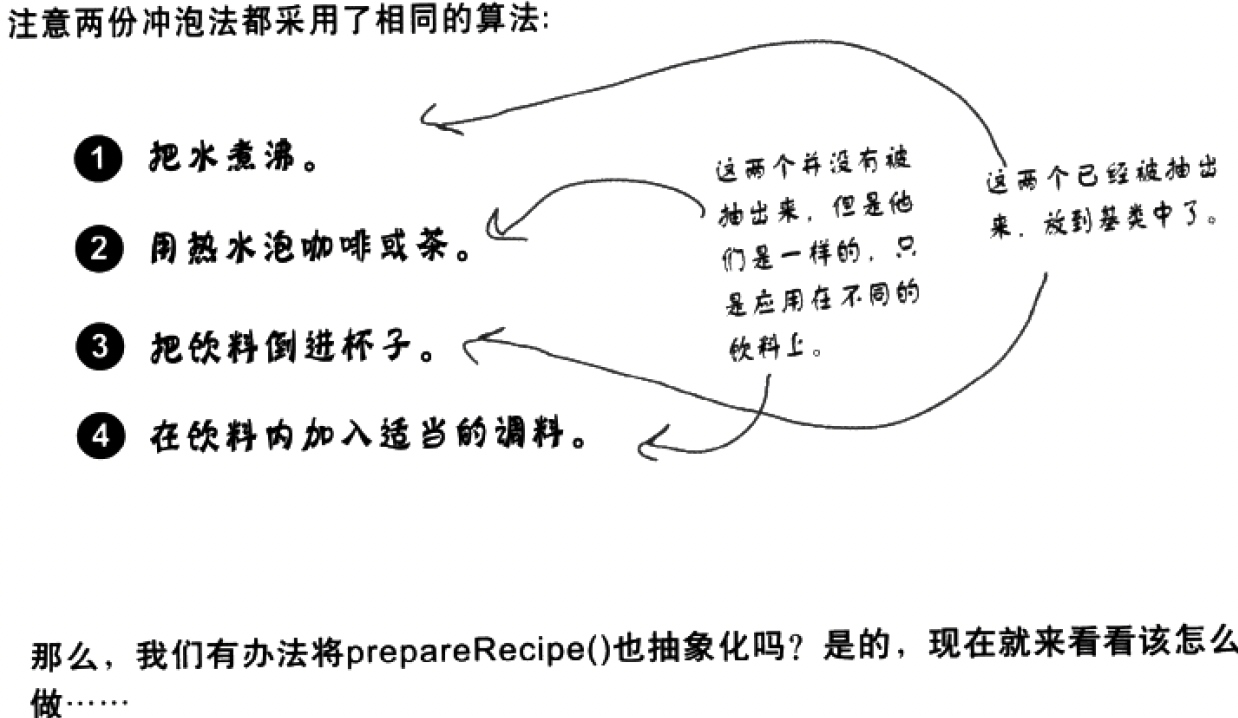 注意两份冲泡法都采用了相同的算法:
1 把水煮沸。
2 用热水泡咖啡或茶。
3 把饮料倒进杯子。
4 在饮料内加入适当的调料。
这两个并没有被
抽出来，但是他
们是一样的，只
是应用在不同的
饮料上。
这两个已经被抽出
来，放到基类中了。
那么，我们有办法将prepareRecipe()也抽象化吗？是的，现在就来看看该怎么
做……